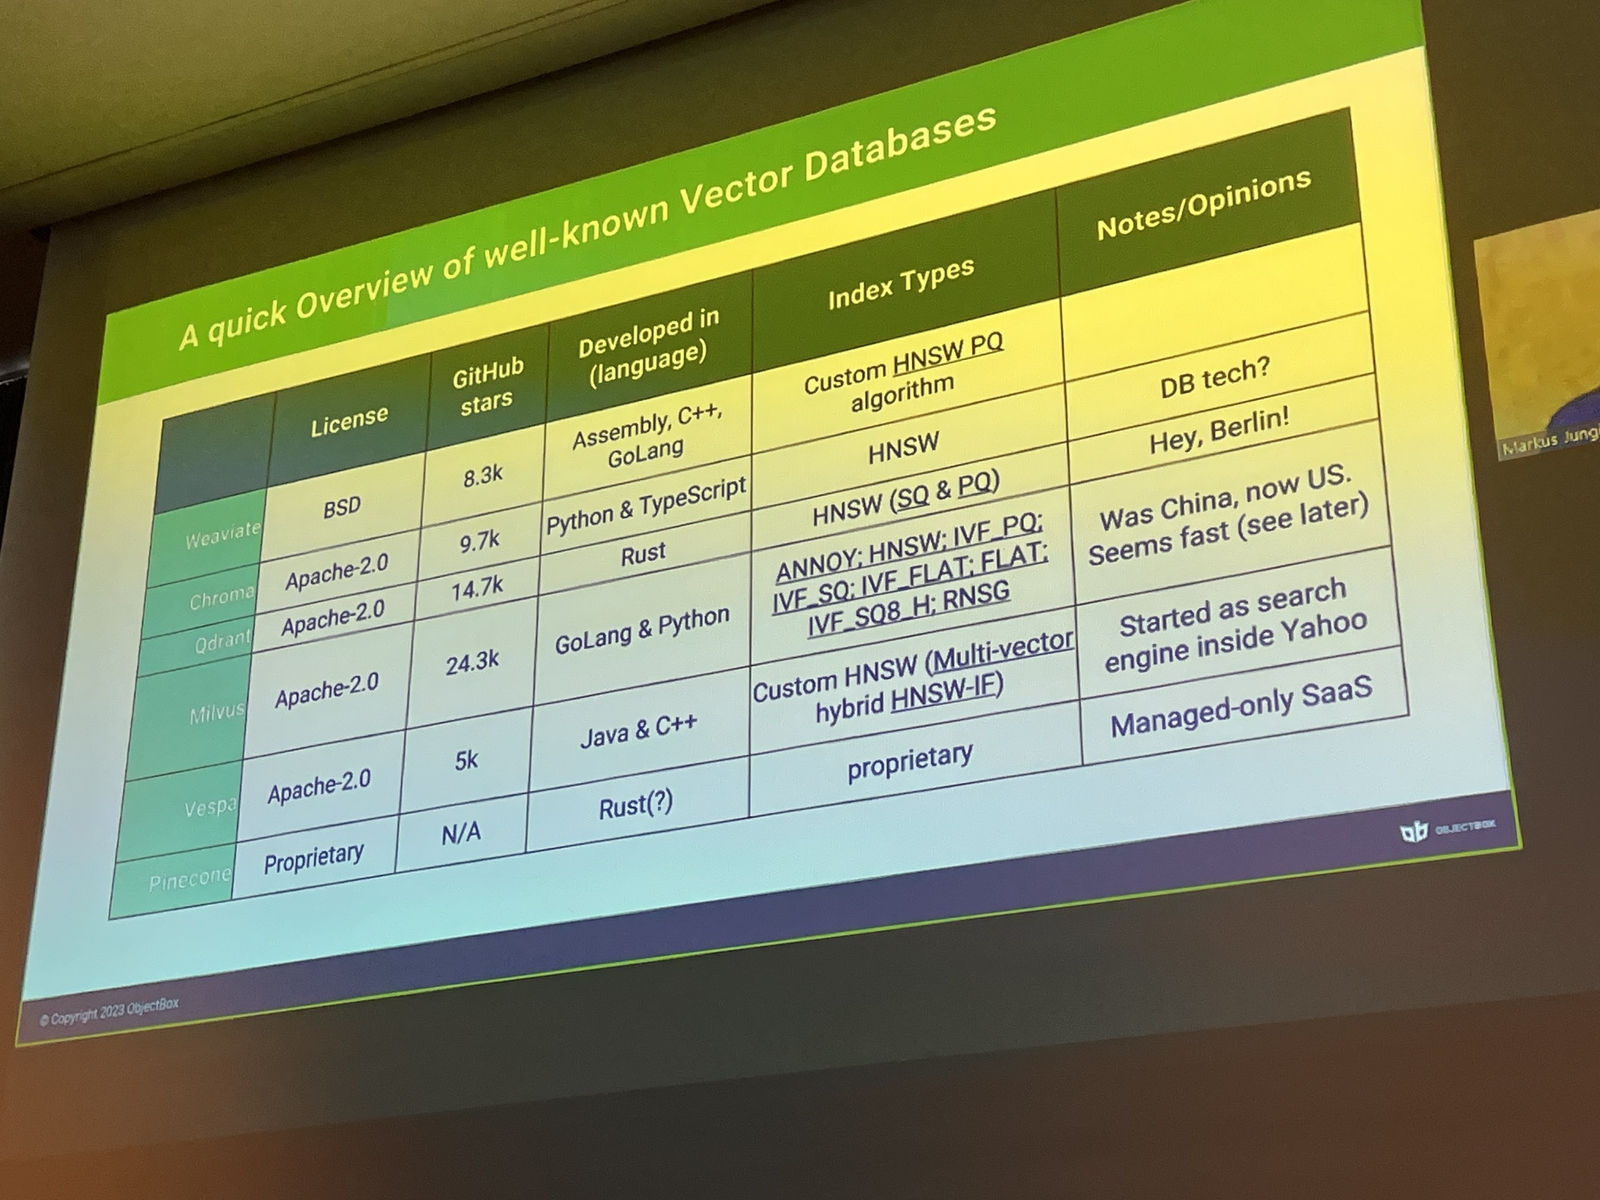 A quick Overview of well-known Vector Databases
License
GitHub
stars
Developed in
(language)
Index Types
Notes/Opinions
Weaviate
BSD
8.3k
Assembly, C++,
GoLang
Custom HNSW PQ
algorithm
Chroma
Apache-2.0
9.7k
Python & TypeScript
HNSW
DB tech?
Qdrant
Apache-2.0
14.7k
Rust
HNSW (SQ & PQ)
Hey, Berlin!
Milvus
Apache-2.0
24.3k
GoLang & Python
ANNOY; HNSW; IVF_PQ;
IVF_SQ; IVF_FLAT; FLAT;
IVF_SQ8_H; RNSG
Was China, now US.
Seems fast (see later)
Vespa
Apache-2.0
5k
Java & C++
Custom HNSW (Multi-vector
hybrid HNSW-IF)
Started as search
engine inside Yahoo
Pinecone
Proprietary
N/A
Rust(?)
proprietary
Managed-only SaaS
© Copyright 2023 ObjectBox
OBJECTBOX
Markus